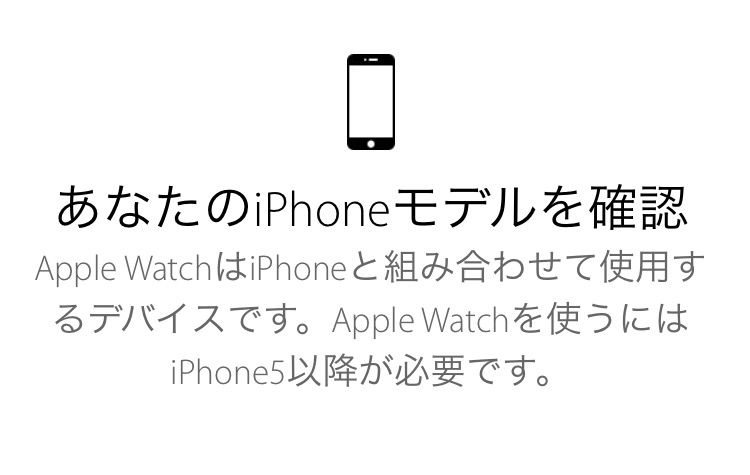 あなたのiPhoneモデルを確認
Apple WatchはiPhoneと組み合わせて使用す
るデバイスです。Apple Watchを使うには
iPhone5以降が必要です。